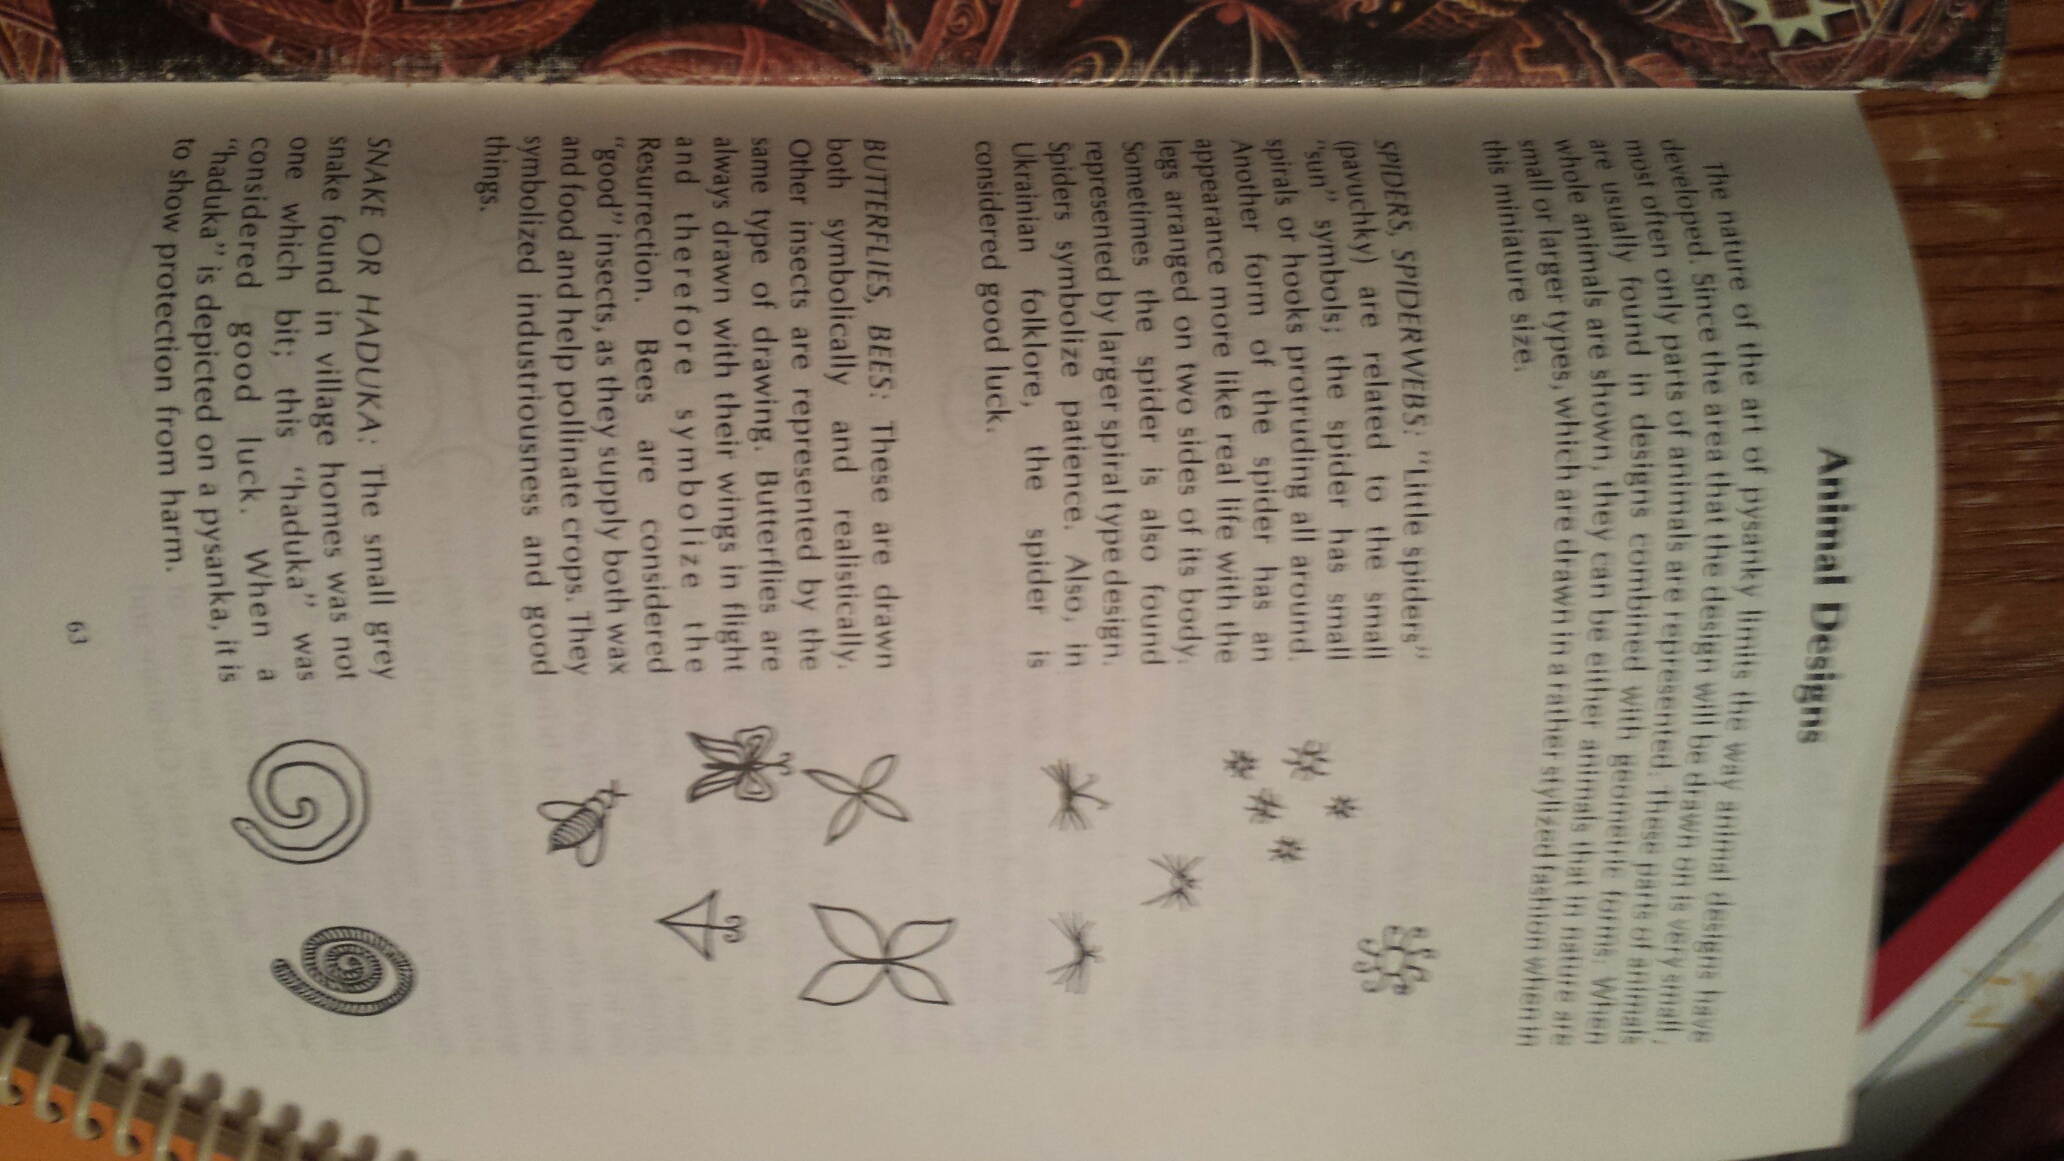 Animal Designs
The nature of the art of pysanky limits the way animal designs have
developed. Since the area that the design will be drawn on is very small,
most often only parts of animals are represented. These parts of animals
are usually found in designs combined with geometric forms. When
whole animals are shown, they can be either animals that in nature are
small or larger types, which are drawn in a rather stylized fashion when in
this miniature size.
SPIDERS, SPIDERWEBS: "Little spiders"
(pavuchky) are related to the small
"sun" symbols; the spider has small
spirals or hooks protruding all around.
Another form of the spider has an
appearance more like real life with the
legs arranged on two sides of its body.
Sometimes the spider is also found
represented by larger spiral type design.
Spiders symbolize patience. Also, in
Ukrainian folklore, the spider is
considered good luck.
BUTTERFLIES, BEES: These are drawn
both symbolically and realistically.
Other insects are represented by the
same type of drawing. Butterflies are
always drawn with their wings in flight
and therefore symbolize the
Resurrection. Bees are considered
"good" insects, as they supply both wax
and food and help pollinate crops. They
symbolized industriousness and good
things.
SNAKE OR HADUKA: The small grey
snake found in village homes was not
one which bit; this "haduka" was
considered good luck. When a
"haduka" is depicted on a pysanka, it is
to show protection from harm.
63